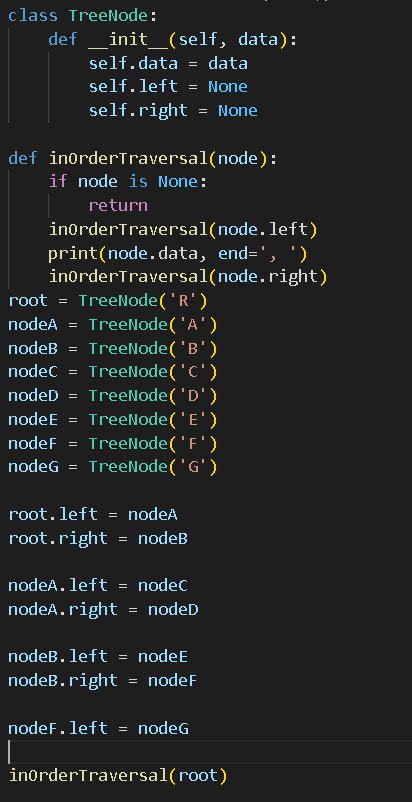 class TreeNode:
    def __init__(self, data):
        self.data = data
        self.left = None
        self.right = None

def inOrderTraversal(node):
    if node is None:
        return
    inOrderTraversal(node.left)
    print(node.data, end=', ')
    inOrderTraversal(node.right)
root = TreeNode('R')
nodeA = TreeNode('A')
nodeB = TreeNode('B')
nodeC = TreeNode('C')
nodeD = TreeNode('D')
nodeE = TreeNode('E')
nodeF = TreeNode('F')
nodeG = TreeNode('G')

root.left = nodeA
root.right = nodeB

nodeA.left = nodeC
nodeA.right = nodeD

nodeB.left = nodeE
nodeB.right = nodeF

nodeF.left = nodeG

inOrderTraversal(root)